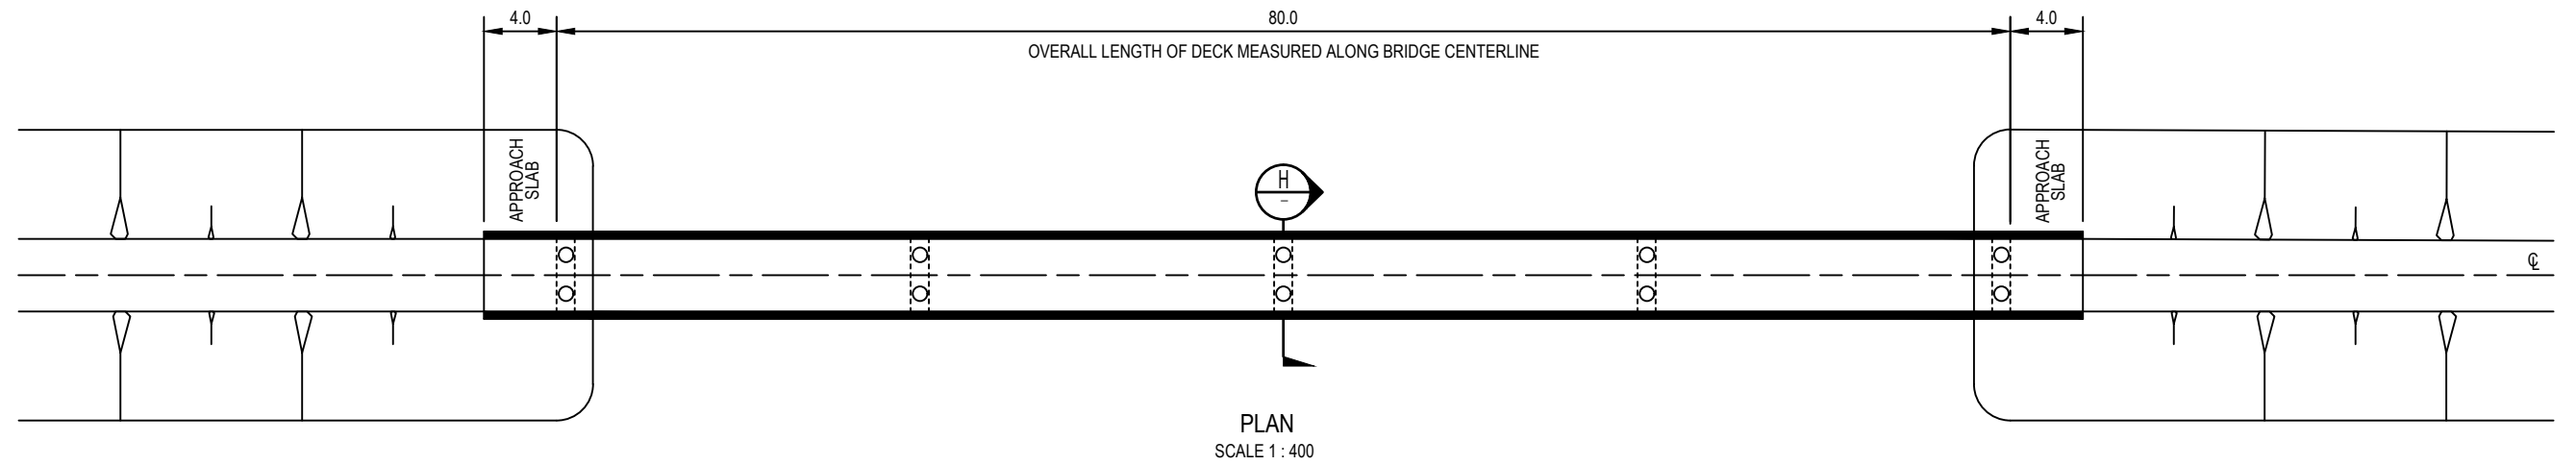 4.0
80.0
4.0
OVERALL LENGTH OF DECK MEASURED ALONG BRIDGE CENTERLINE
APPROACH
SLAB
H
-
APPROACH
SLAB
℄
PLAN
SCALE 1 : 400